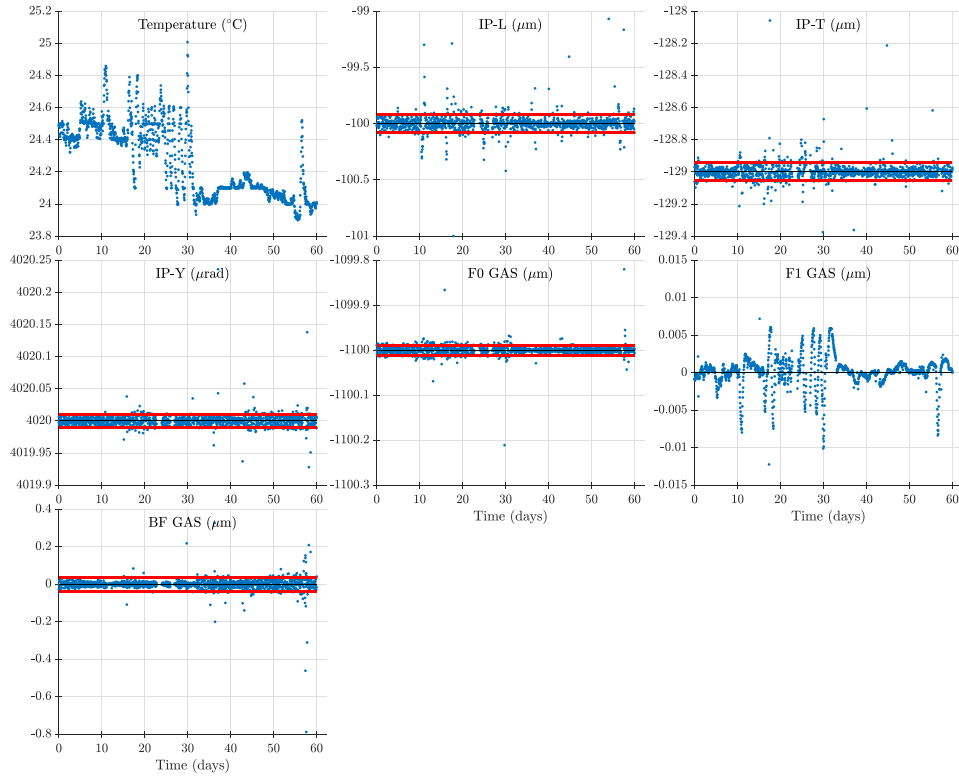 Temperature (°C)
25.2
25
24.8
24.6
24.4
24.2
24
23.8
0 10 20 30 40 50 60
IP-L (μm)
-99
-99.5
-100
-100.5
-101
0 10 20 30 40 50 60
IP-T (μm)
-128
-128.2
-128.4
-128.6
-128.8
-129
-129.2
-129.4
0 10 20 30 40 50 60
IP-Y (μrad)
4020.25
4020.2
4020.15
4020.1
4020.05
4020
4019.95
4019.9
0 10 20 30 40 50 60
F0 GAS (μm)
-1099.8
-1099.9
-1100
-1100.1
-1100.2
-1100.3
0 10 20 30 40 50 60
Time (days)
F1 GAS (μm)
0.015
0.01
0.005
0
-0.005
-0.01
-0.015
0 10 20 30 40 50 60
Time (days)
BF GAS (μm)
0.4
0.2
0
-0.2
-0.4
-0.6
-0.8
0 10 20 30 40 50 60
Time (days)